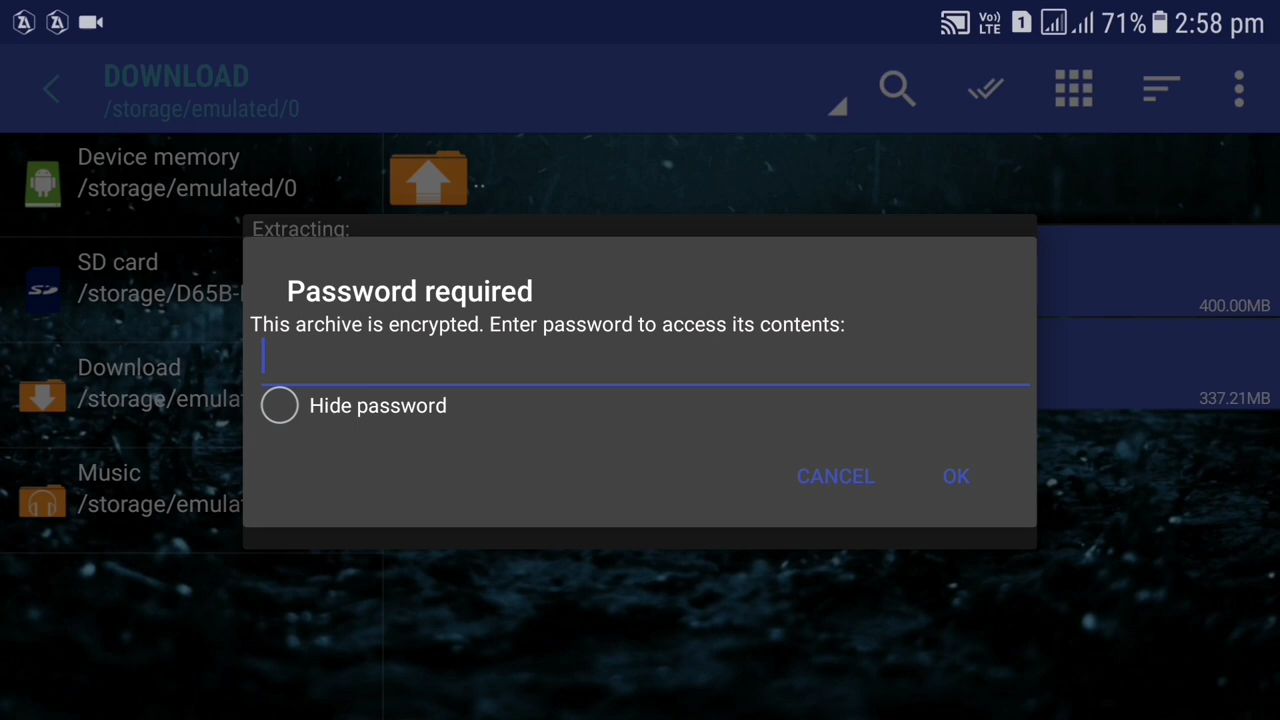 Vo))
LTE
1
71%
2:58 pm
DOWNLOAD
/storage/emulated/0
Device memory
/storage/emulated/0
..
SD card
/storage/D65B-
Download
/storage/emula
Music
/storage/emula
Extracting:
Password required
This archive is encrypted. Enter password to access its contents:
Hide password
CANCEL
OK
400.00MB
337.21MB